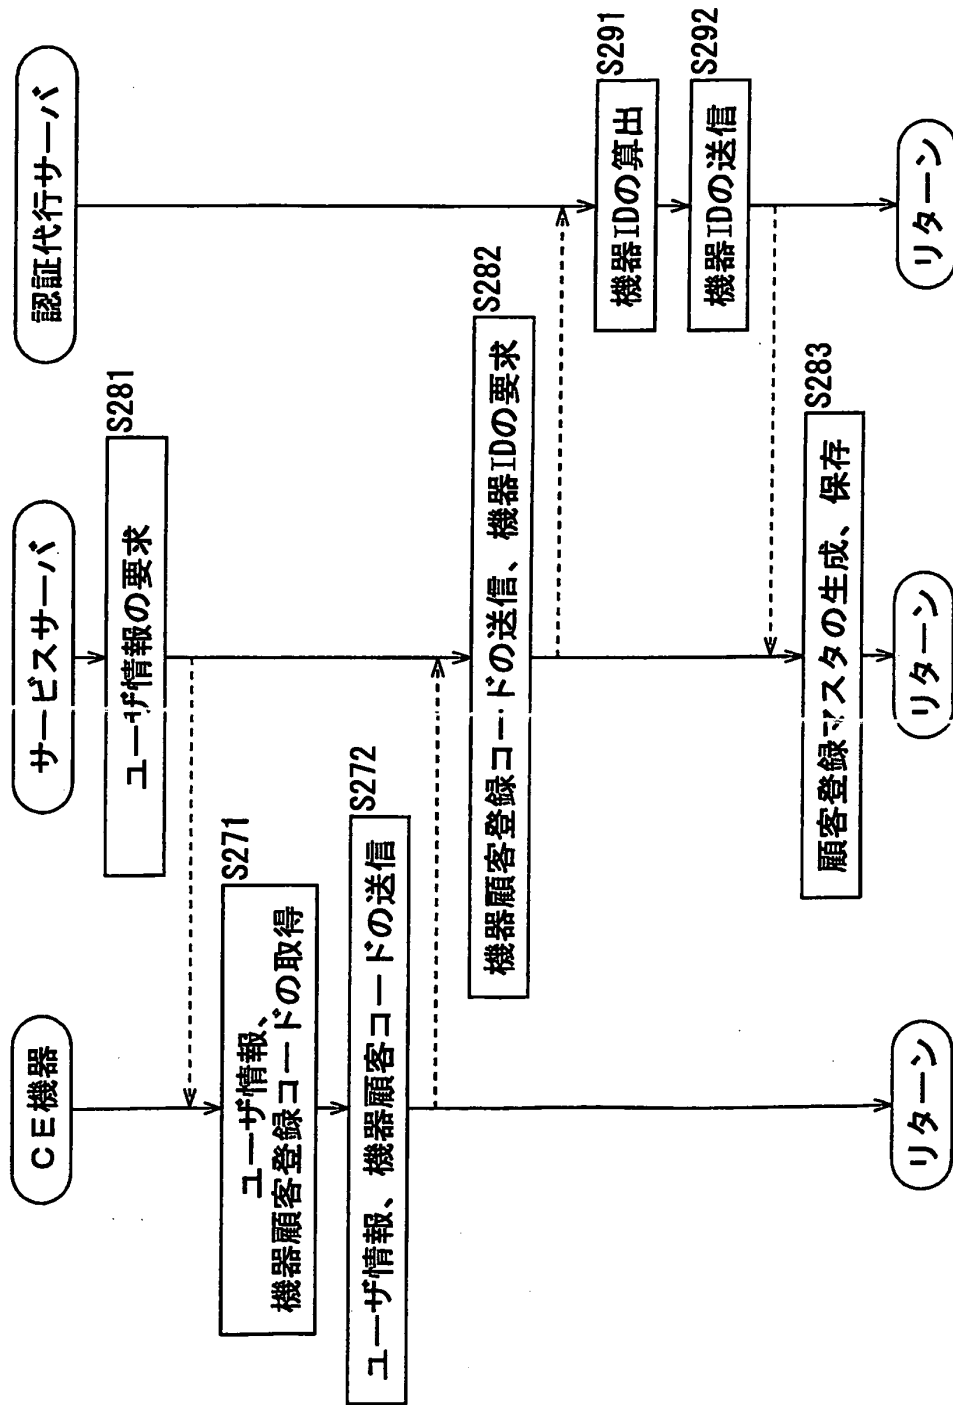 CE機器
サービスサーバ
認証代行サーバ
S281
ユーザ情報の要求
S271
ユーザ情報、
機器顧客登録コードの取得
S272
ユーザ情報、機器顧客コードの送信
S282
機器顧客登録コードの送信、機器IDの要求
S291
機器IDの算出
S292
機器IDの送信
S283
顧客登録マスタの生成、保存
リターン
リターン
リターン